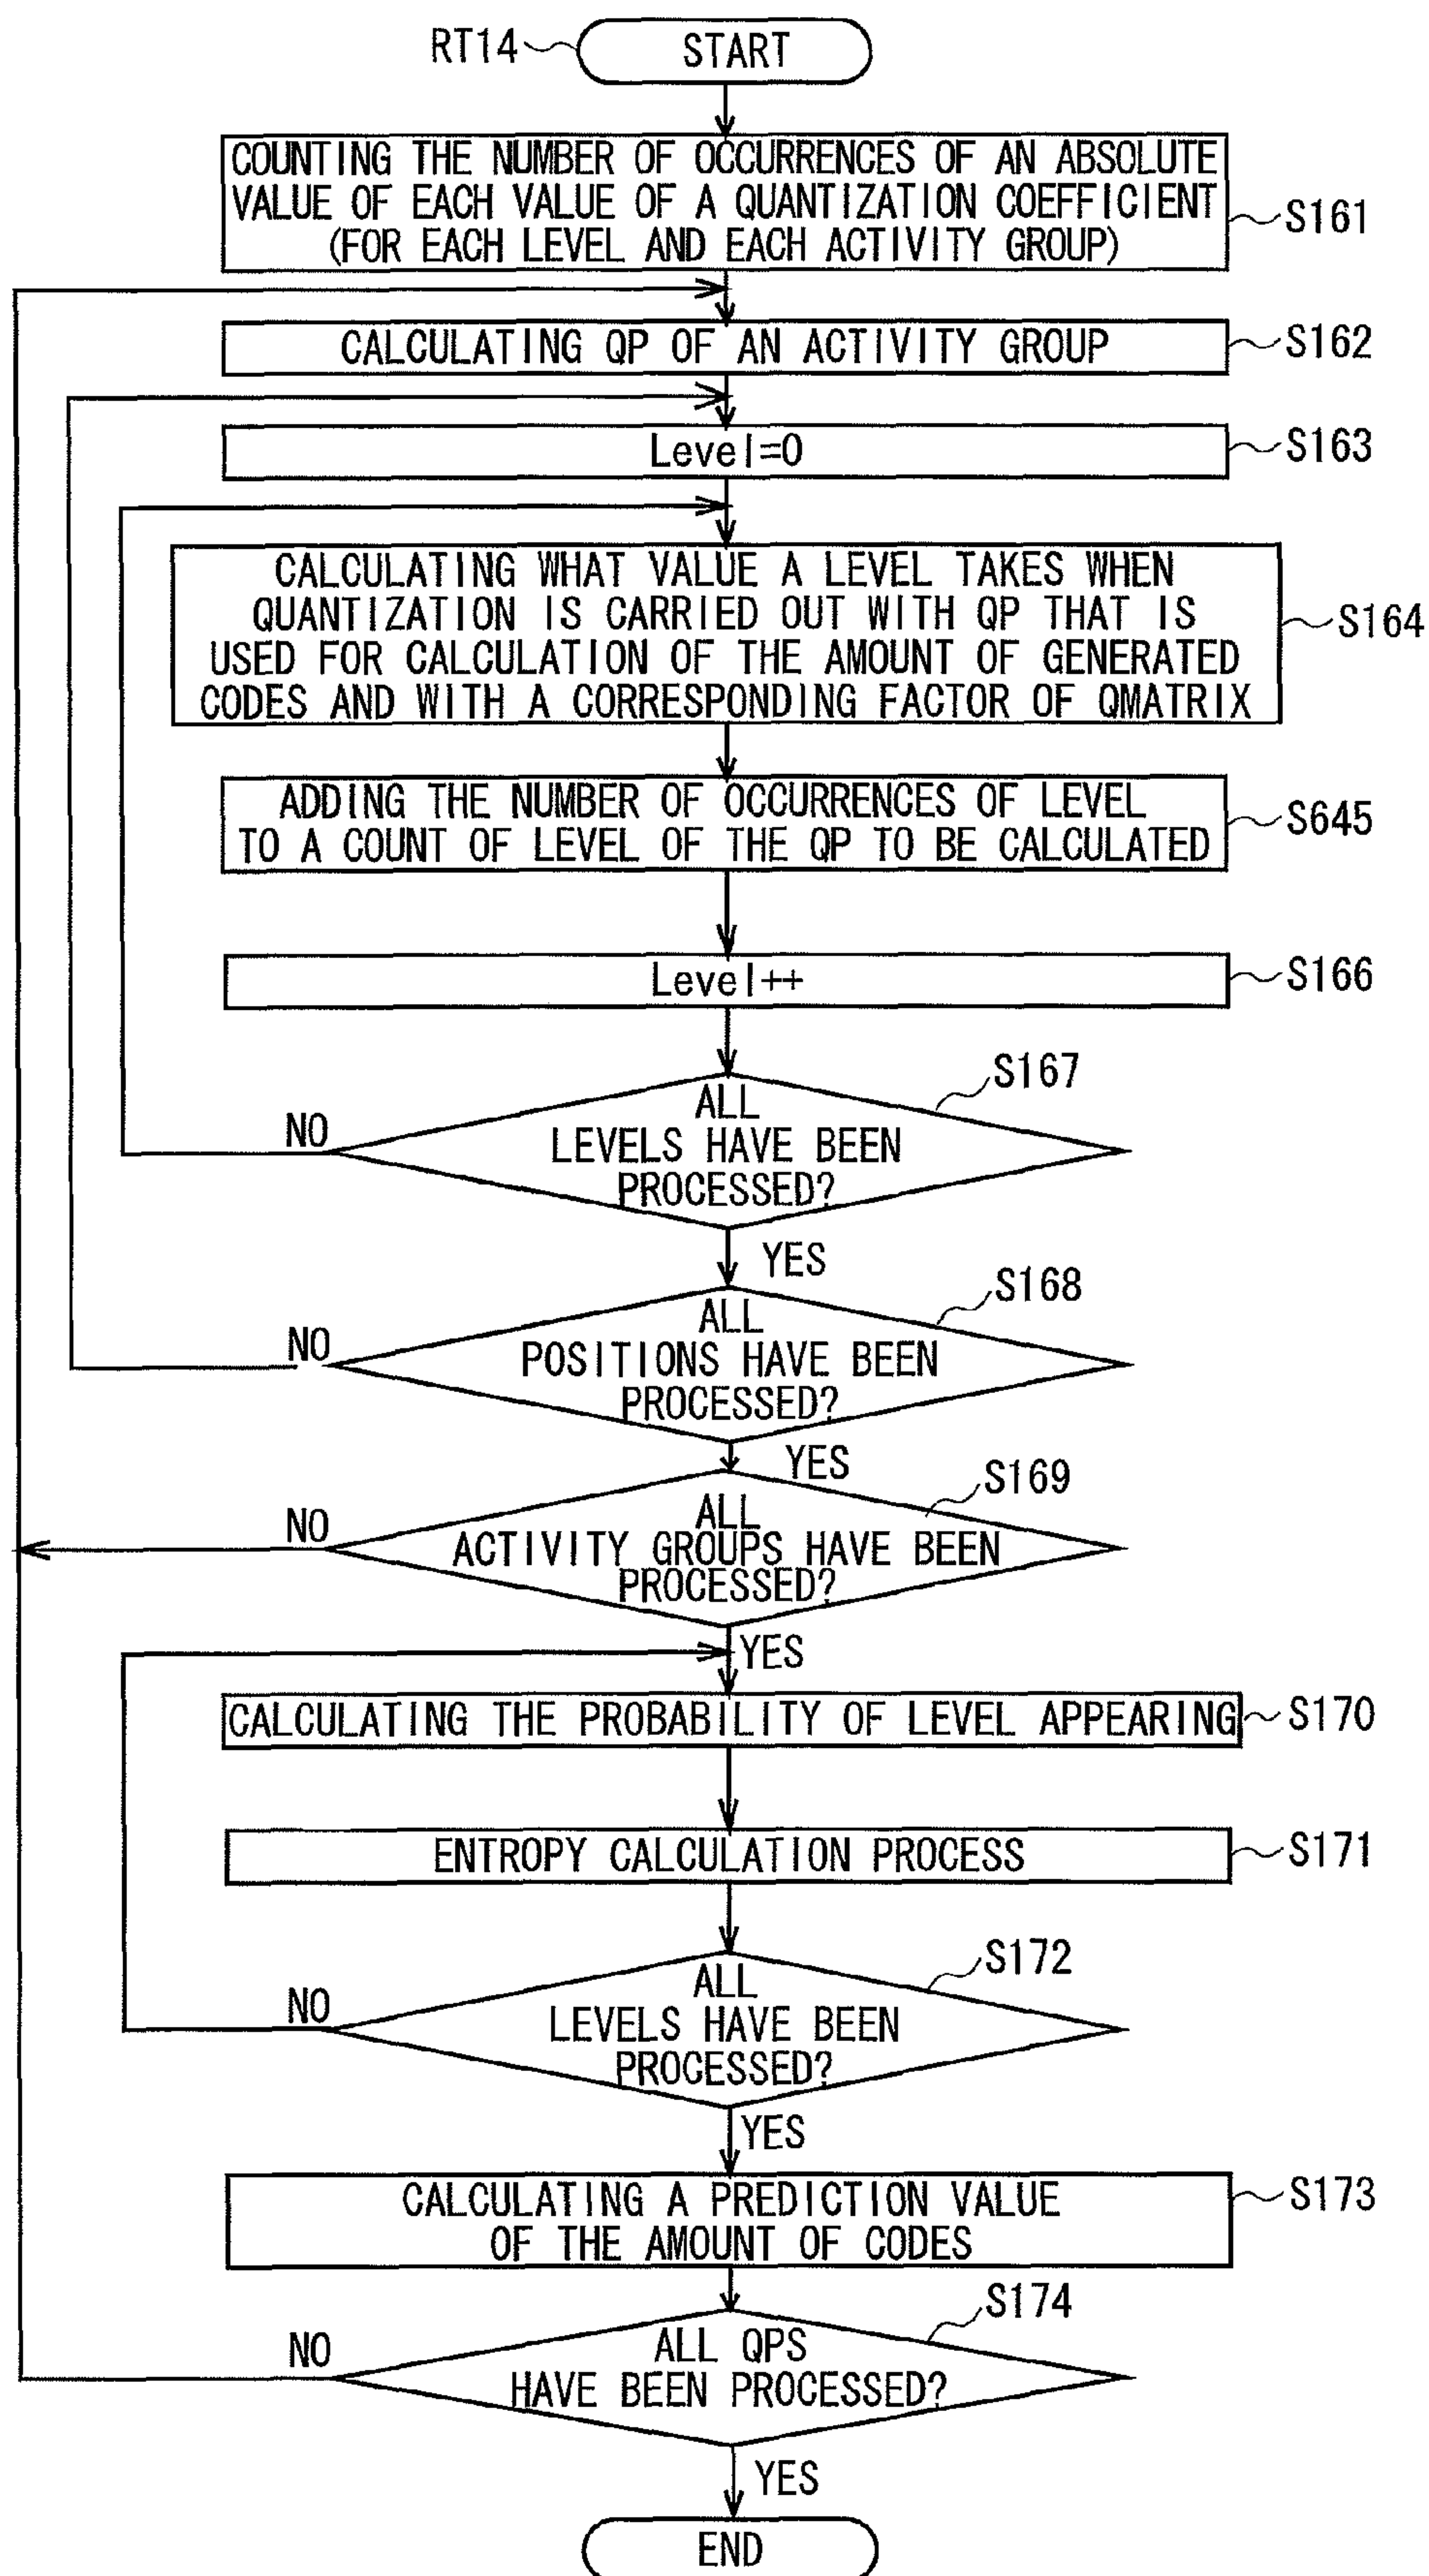 RT14
START
COUNTING THE NUMBER OF OCCURRENCES OF AN ABSOLUTE
VALUE OF EACH VALUE OF A QUANTIZATION COEFFICIENT
(FOR EACH LEVEL AND EACH ACTIVITY GROUP)
S161
CALCULATING QP OF AN ACTIVITY GROUP
S162
Level=0
S163
CALCULATING WHAT VALUE A LEVEL TAKES WHEN
QUANTIZATION IS CARRIED OUT WITH QP THAT IS
USED FOR CALCULATION OF THE AMOUNT OF GENERATED
CODES AND WITH A CORRESPONDING FACTOR OF QMATRIX
S164
ADDING THE NUMBER OF OCCURRENCES OF LEVEL
TO A COUNT OF LEVEL OF THE QP TO BE CALCULATED
S645
Level++
S166
S167
ALL
LEVELS HAVE BEEN
PROCESSED?
NO
YES
S168
ALL
POSITIONS HAVE BEEN
PROCESSED?
NO
YES
S169
ALL
ACTIVITY GROUPS HAVE BEEN
PROCESSED?
NO
YES
CALCULATING THE PROBABILITY OF LEVEL APPEARING
S170
ENTROPY CALCULATION PROCESS
S171
S172
ALL
LEVELS HAVE BEEN
PROCESSED?
NO
YES
CALCULATING A PREDICTION VALUE
OF THE AMOUNT OF CODES
S173
S174
ALL QPS
HAVE BEEN PROCESSED?
NO
YES
END